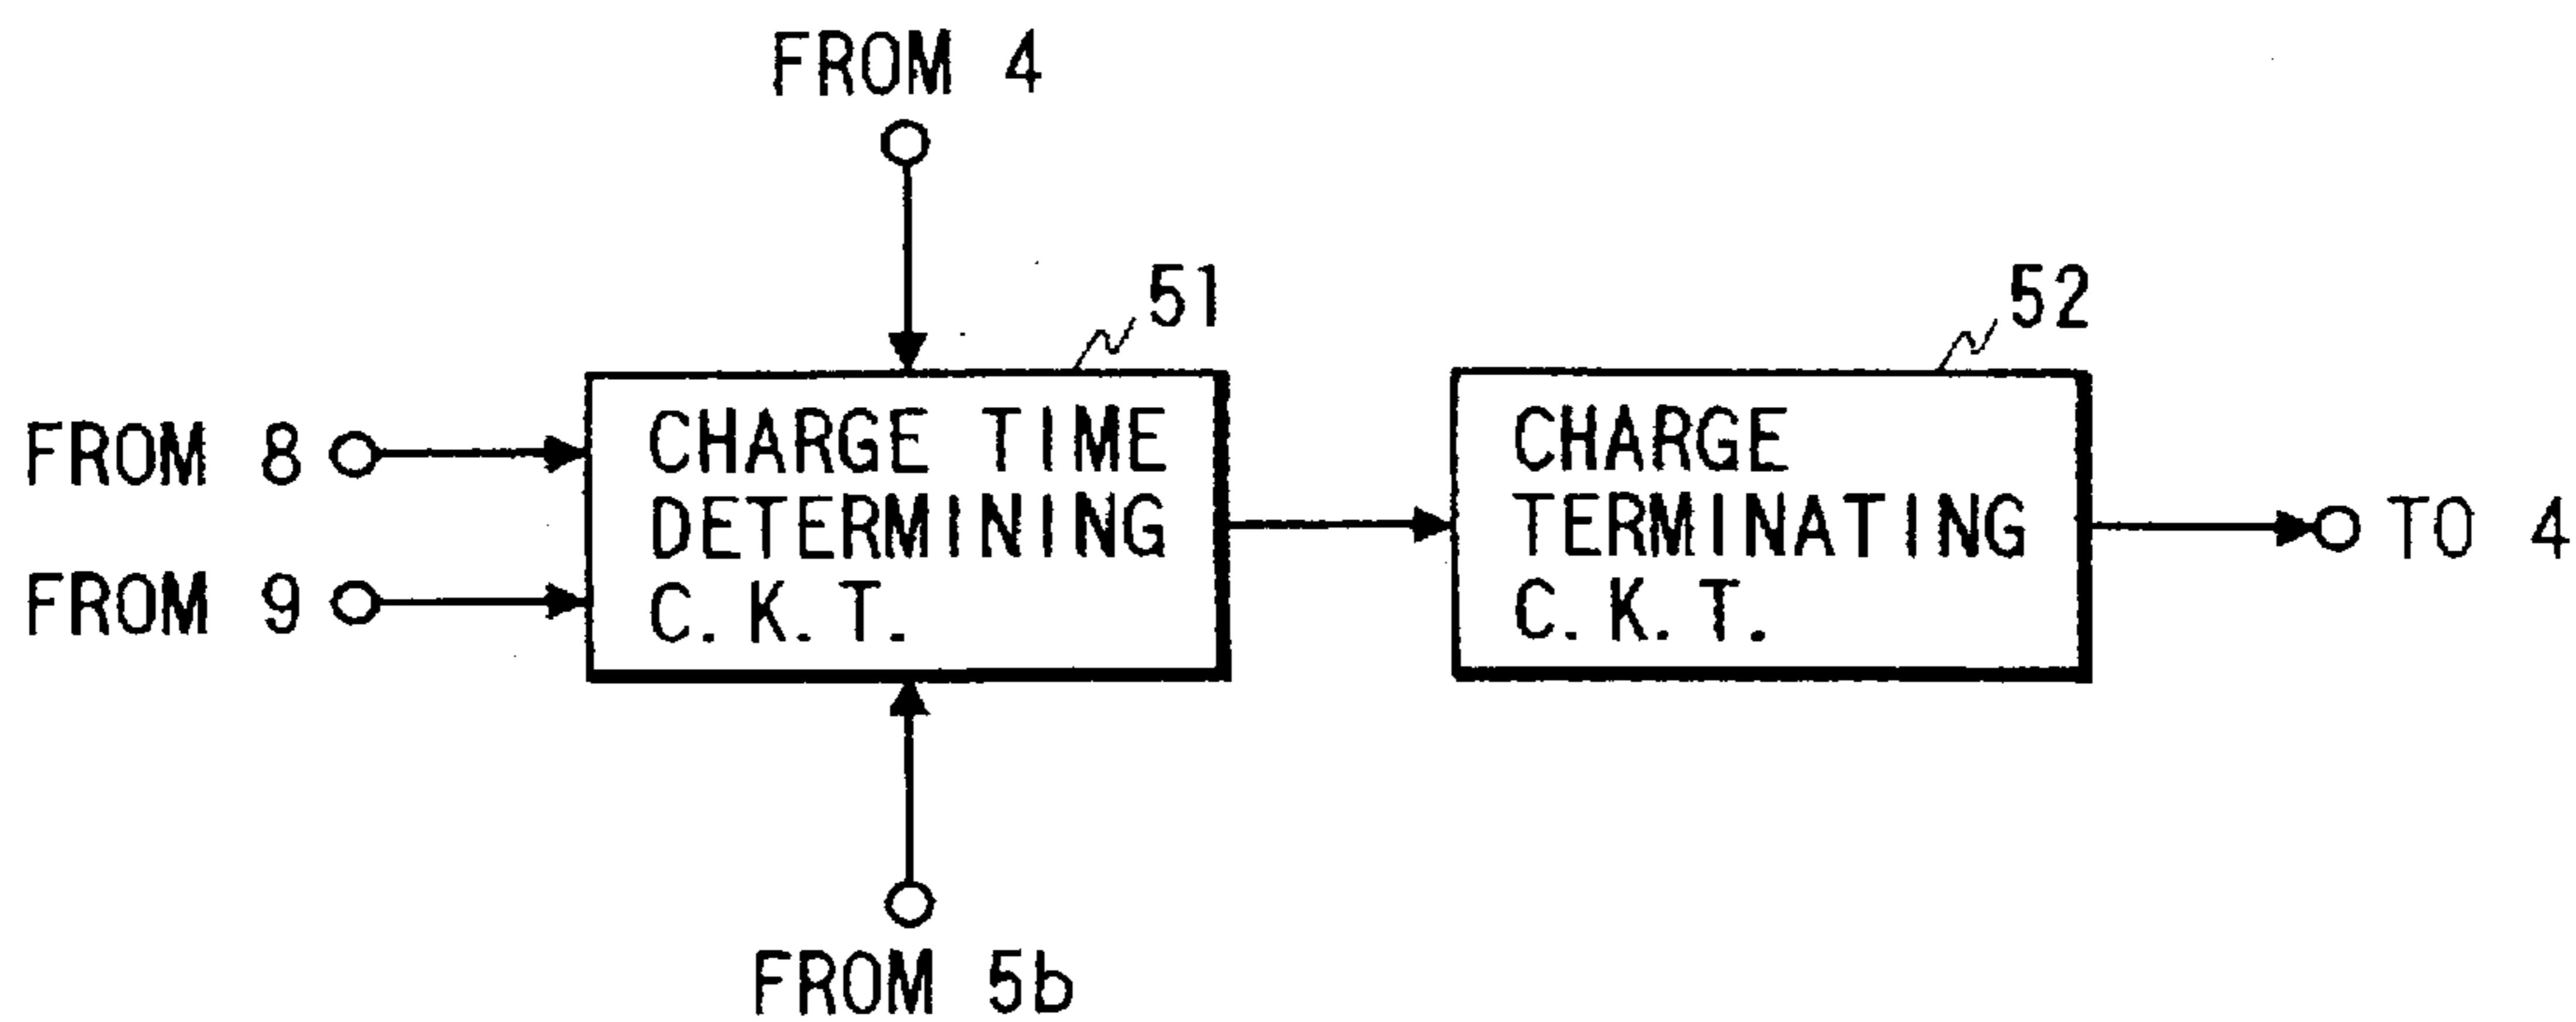 FROM 4
51
52
FROM 8
CHARGE TIME
DETERMINING
C.K.T.
CHARGE
TERMINATING
C.K.T.
TO 4
FROM 9
FROM 5b